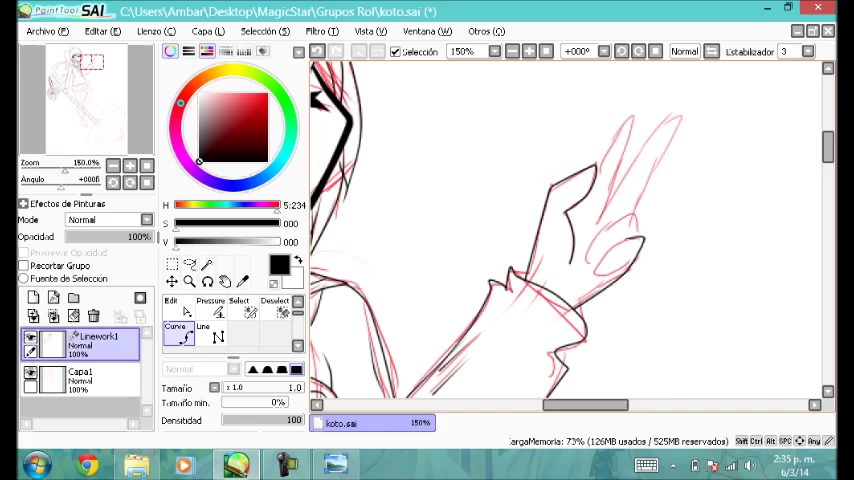 PaintTool SAI C:\Users\Ambar\Desktop\MagicStar\Grupos Rol\koto.sai (*)
Archivo (F) Editar (E) Lienzo (C) Capa (L) Selección (S) Filtro (T) Vista (V) Ventana (W) Otros (O)
Selección 150% +000° Normal Estabilizador 3
Zoom 150.0%
Ángulo +000°
Efectos de Pinturas
Mode Normal
Opacidad 100%
Preservar Opacidad
Recortar Grupo
Fuente de Selección
Linework1
Normal
100%
Capa1
Normal
100%
H 5:234
S 000
V 000
Edit Pressure Select Deselect
Curve Line
Normal
Tamaño x 1.0 1.0
Tamaño min. 0%
Densidad 100
koto.sai 150%
CargaMemoria: 73% (126MB usados / 525MB reservados) Shift Ctrl Alt SPC Any
2:35 p. m.
6/3/14